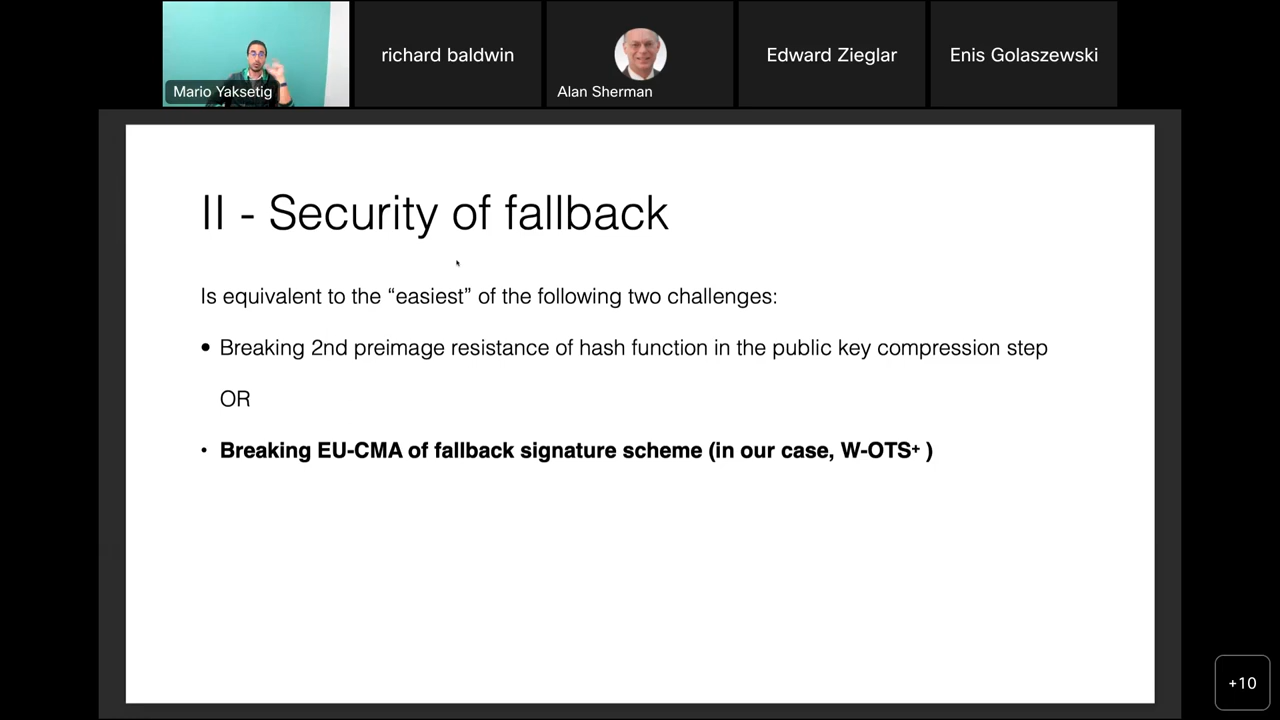 Mario Yaksetig
richard baldwin
Alan Sherman
Edward Zieglar
Enis Golaszewski
II - Security of fallback
Is equivalent to the “easiest” of the following two challenges:
• Breaking 2nd preimage resistance of hash function in the public key compression step
OR
• Breaking EU-CMA of fallback signature scheme (in our case, W-OTS⁺ )
+10